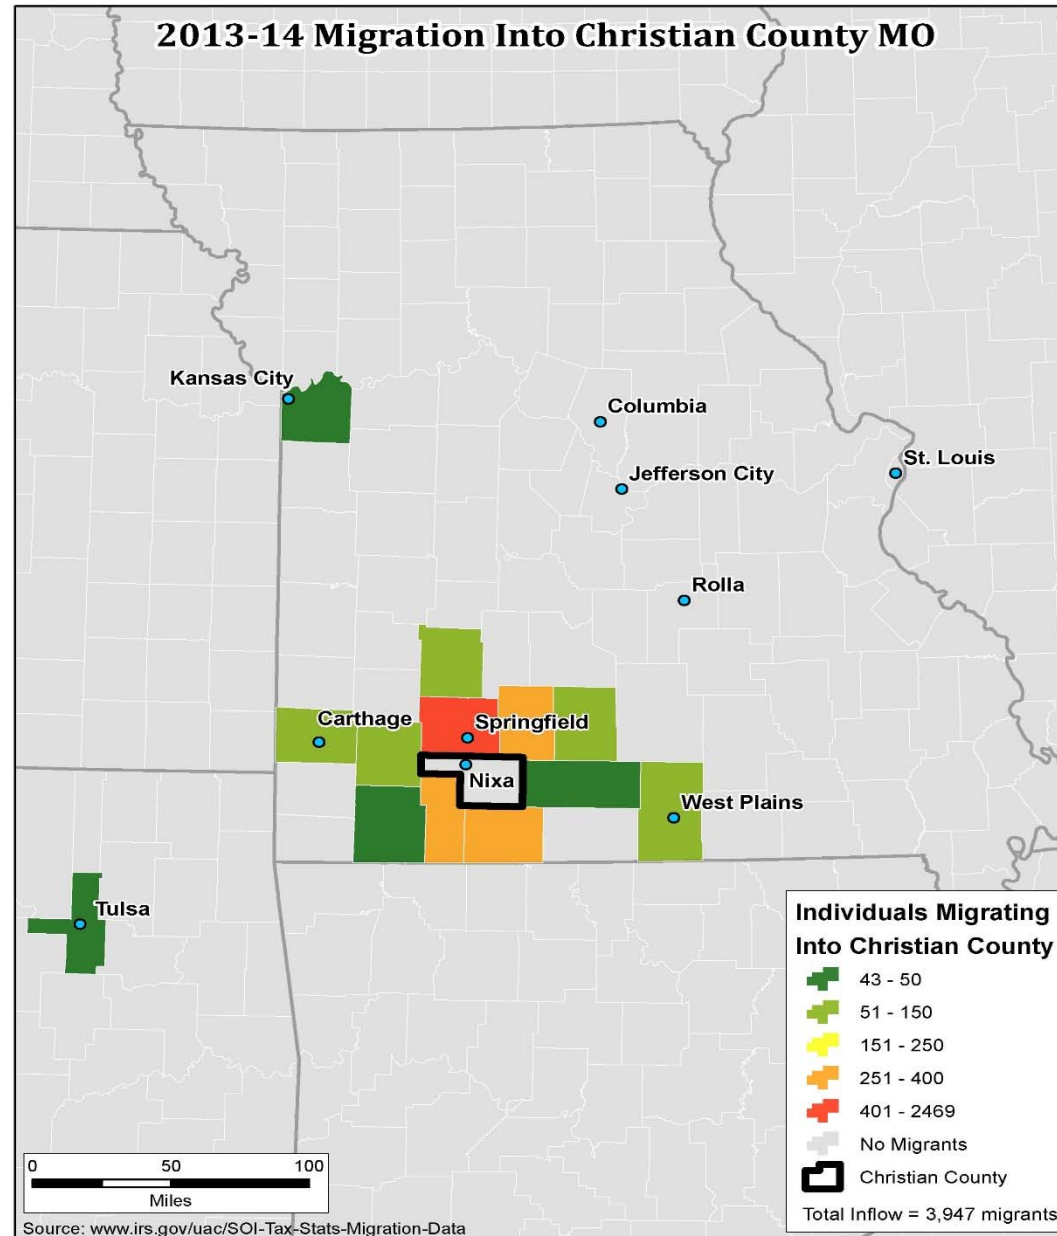 2013-14 Migration Into Christian County MO
Kansas City
Columbia
St. Louis
Jefferson City
Rolla
Carthage
Springfield
Nixa
West Plains
Tulsa
Individuals Migrating
Into Christian County
43 - 50
51 - 150
151 - 250
251 - 400
401 - 2469
No Migrants
Christian County
Total Inflow = 3,947 migrants
0 50 100
Miles
Source: www.irs.gov/uac/SOI-Tax-Stats-Migration-Data